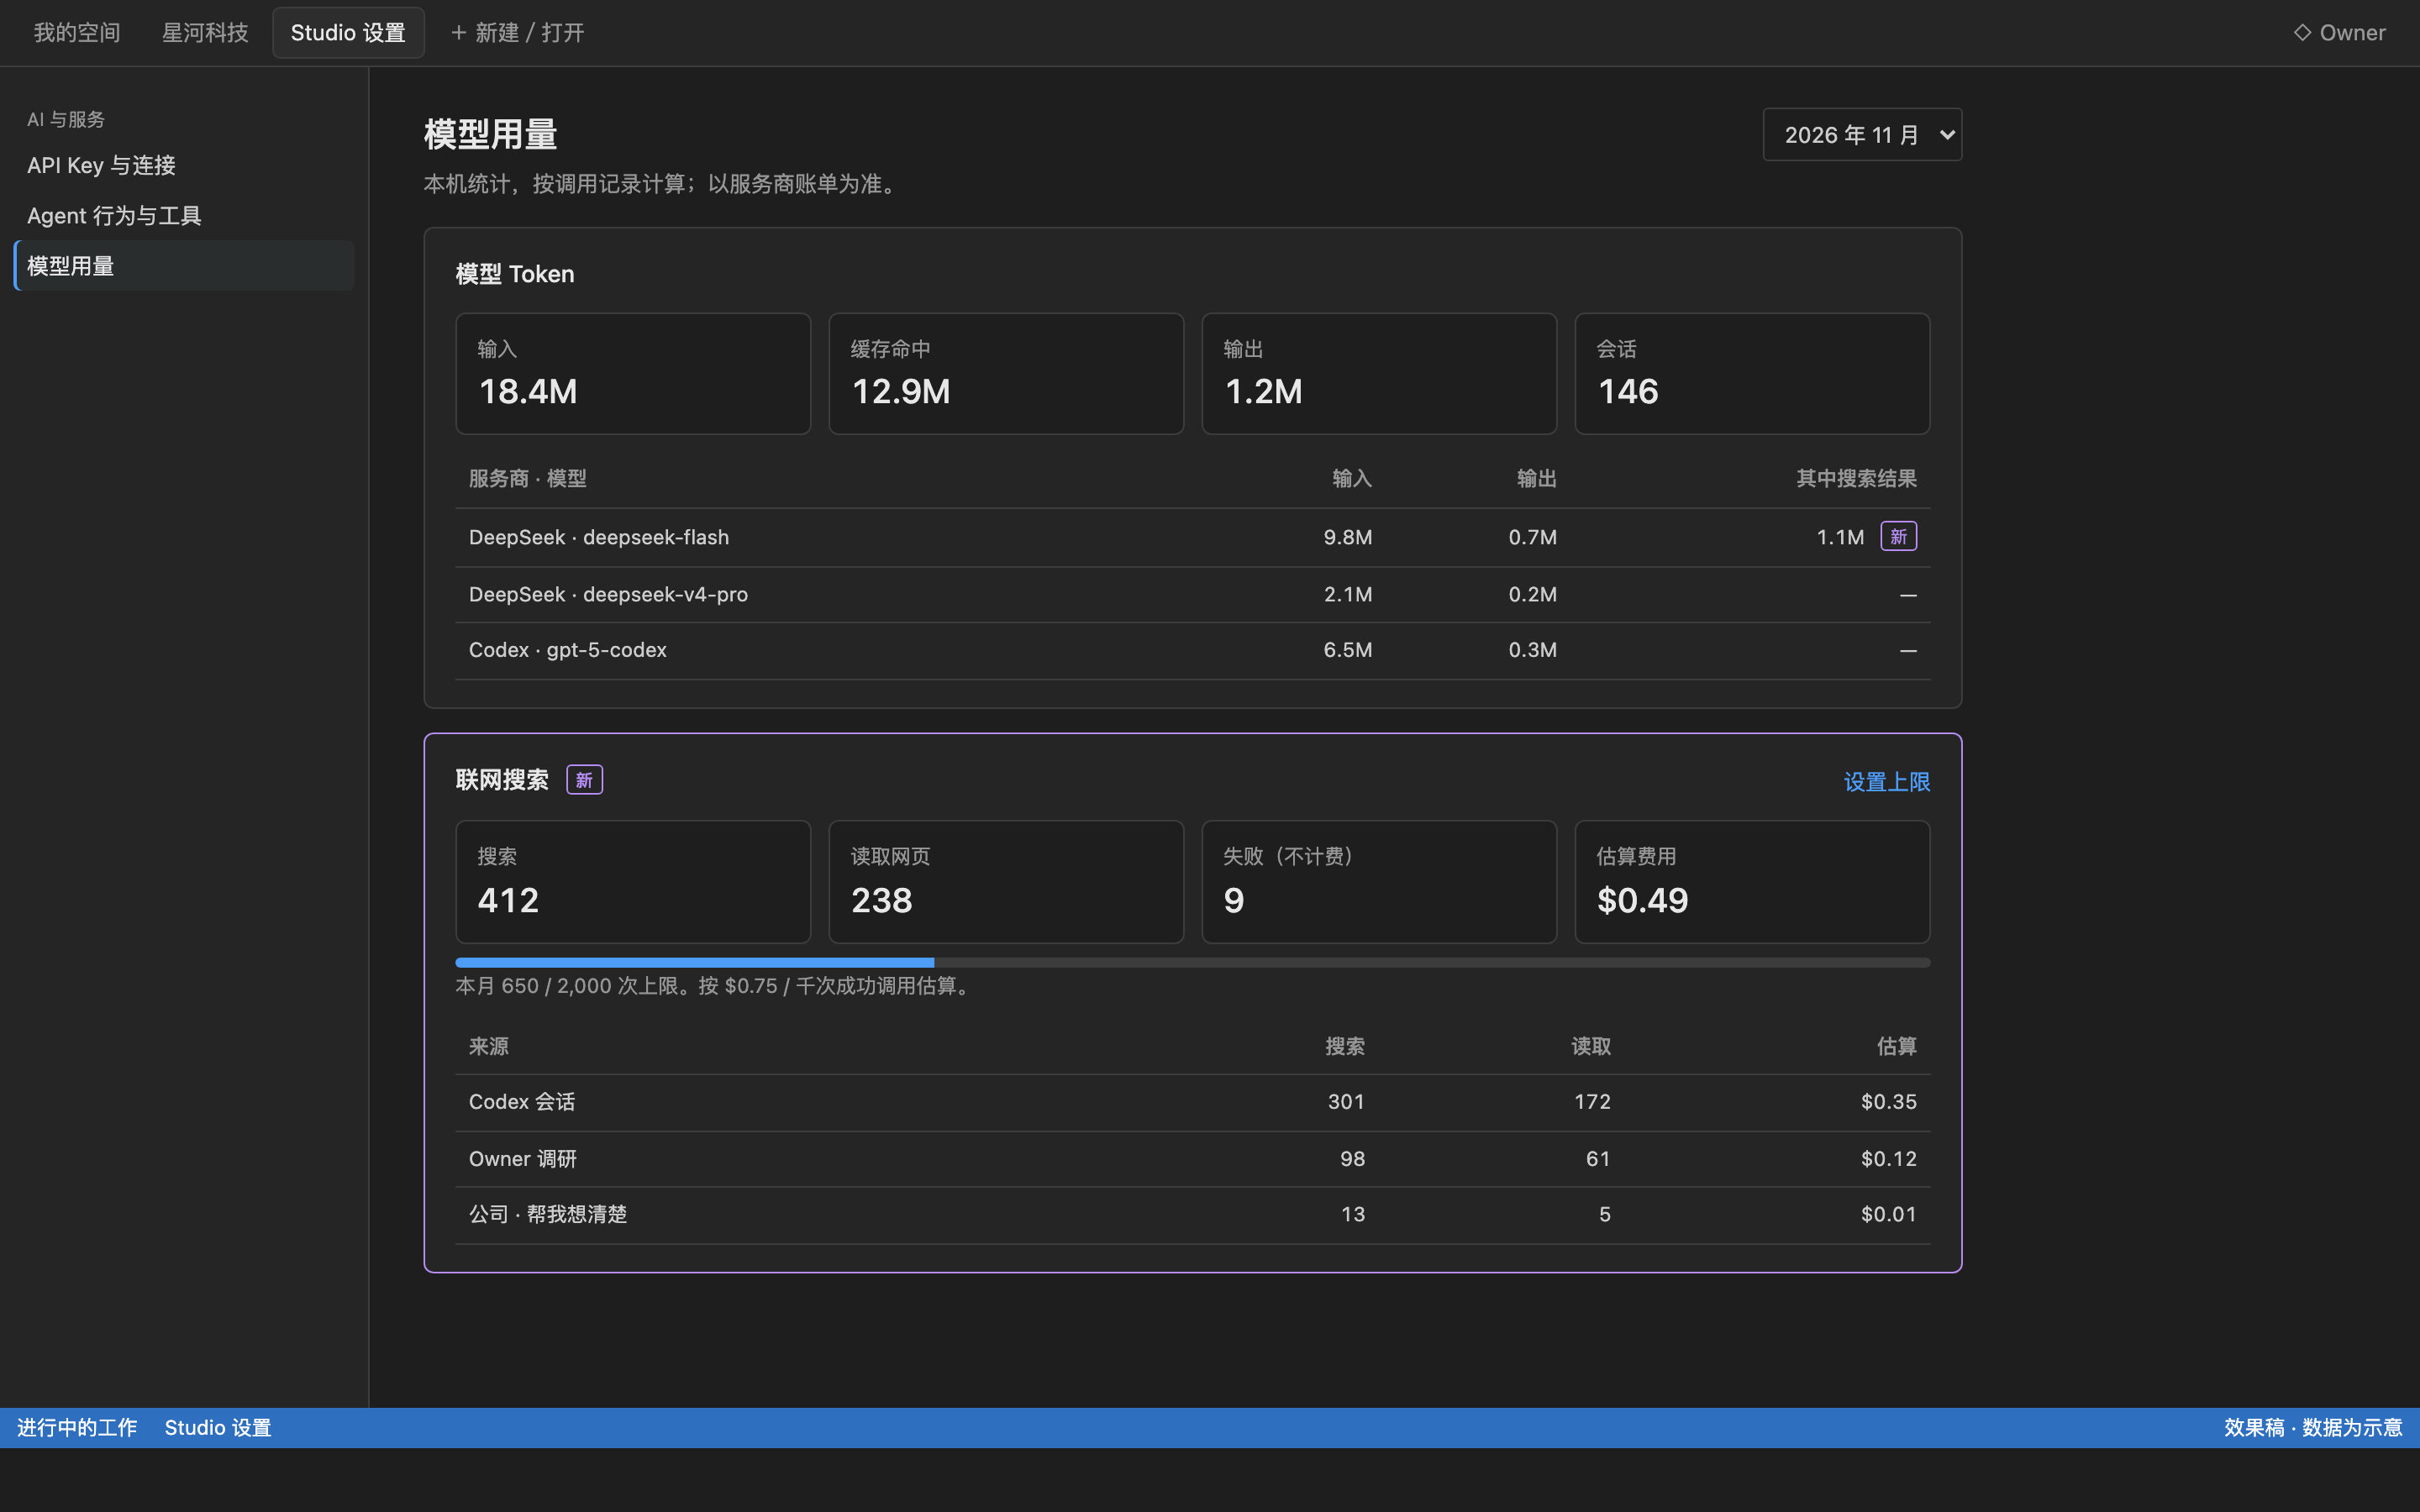 我的空间 星河科技 Studio 设置 + 新建 / 打开 ◇ Owner
AI 与服务
API Key 与连接
Agent 行为与工具
模型用量
模型用量 2026 年 11 月
本机统计，按调用记录计算；以服务商账单为准。
模型 Token
输入 缓存命中 输出 会话
18.4M 12.9M 1.2M 146
服务商 · 模型 输入 输出 其中搜索结果
DeepSeek · deepseek-flash 9.8M 0.7M 1.1M 新
DeepSeek · deepseek-v4-pro 2.1M 0.2M —
Codex · gpt-5-codex 6.5M 0.3M —
联网搜索 新 设置上限
搜索 读取网页 失败（不计费） 估算费用
412 238 9 $0.49
本月 650 / 2,000 次上限。按 $0.75 / 千次成功调用估算。
来源 搜索 读取 估算
Codex 会话 301 172 $0.35
Owner 调研 98 61 $0.12
公司 · 帮我想清楚 13 5 $0.01
进行中的工作 Studio 设置 效果稿 · 数据为示意